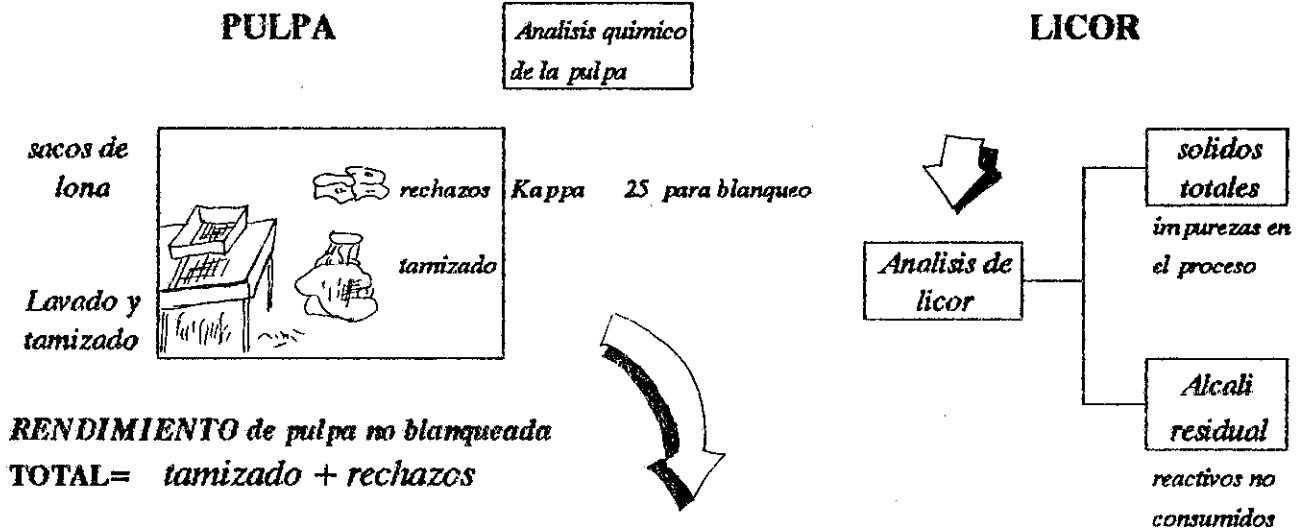 PULPA
Analisis quimico
de la pulpa
sacos de
lona
rechazos
Kappa 25 para blanqueo
tamizado
Lavado y
tamizado
RENDIMIENTO de pulpa no blanqueada
TOTAL= tamizado + rechazos
LICOR
Analisis de
licor
solidos
totales
impurezas en
el proceso
Alcali
residual
reactivos no
consumidos